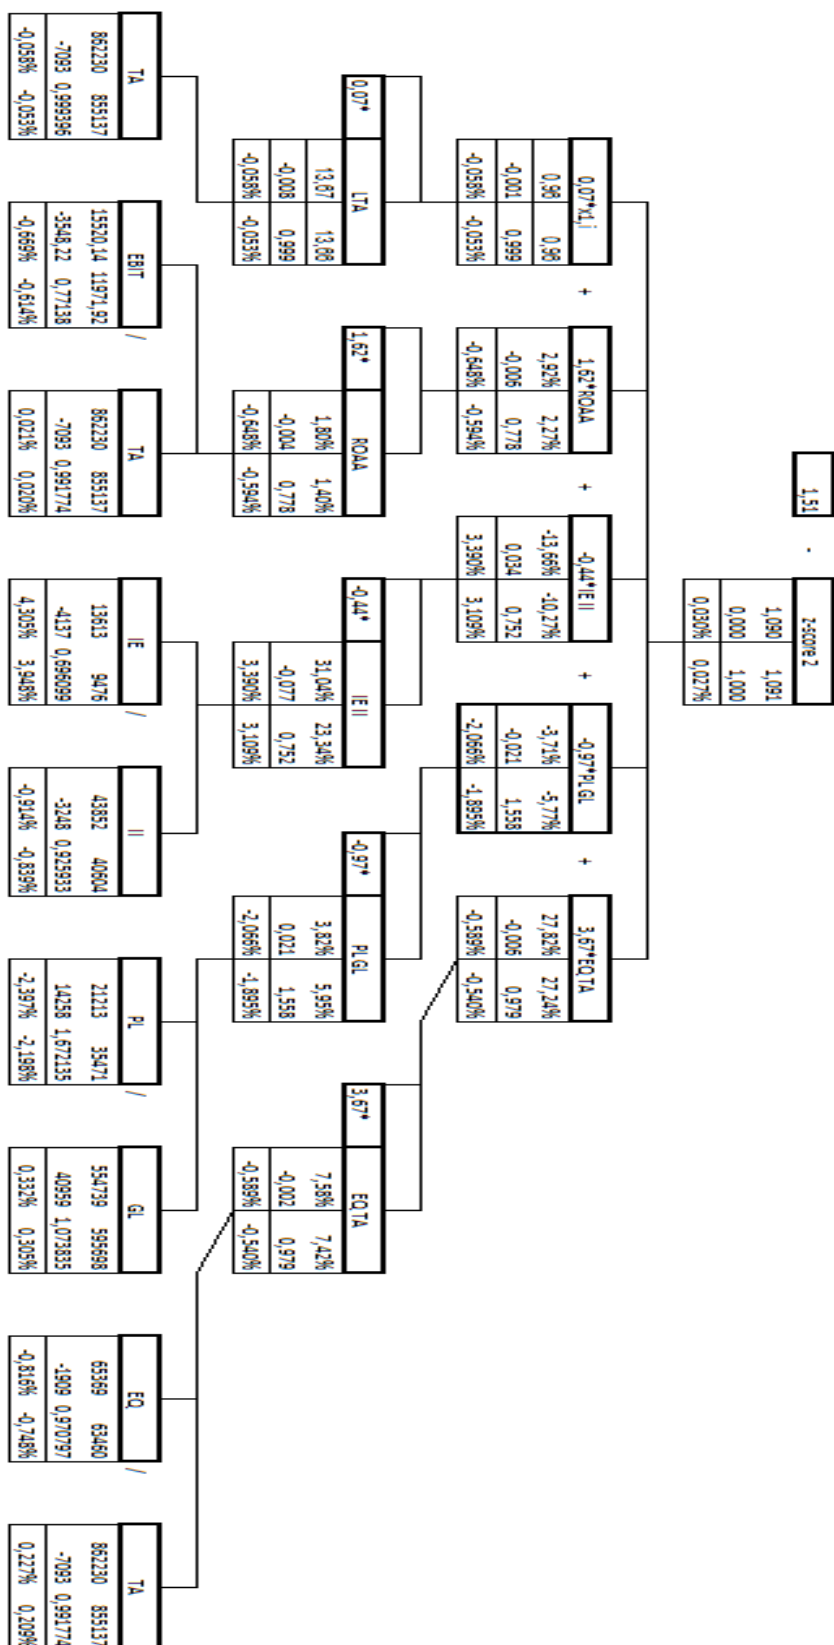 1,51 - z-score 2
1,090 1,091
0,000 1,000
0,030% 0,027%
0,07*x1,i + 1,62*ROAA + -0,44*IE II + -0,97*PLGL + 3,67*EQ,TA
0,98 0,98 2,92% 2,27% -13,66% -10,27% -3,71% -5,77% 27,82% 27,24%
-0,001 0,999 -0,006 0,778 0,034 0,752 -0,021 1,558 -0,006 0,979
-0,058% -0,053% -0,648% -0,594% 3,390% 3,109% -2,066% -1,895% -0,589% -0,540%
0,07* LTA 1,62* ROAA -0,44* IE II -0,97* PLGL 3,67* EQ,TA
13,67 13,66 1,80% 1,40% 31,04% 23,34% 3,82% 5,95% 7,58% 7,42%
-0,008 0,999 -0,004 0,778 -0,077 0,752 0,021 1,558 -0,002 0,979
-0,058% -0,053% -0,648% -0,594% 3,390% 3,109% -2,066% -1,895% -0,589% -0,540%
TA EBIT / TA IE / II PL / GL EQ / TA
862230 855137 15520,14 11971,92 862230 855137 13613 9476 43852 40604 21213 35471 554739 595698 65369 63460 862230 855137
-7093 0,999396 -3548,22 0,77138 -7093 0,991774 -4137 0,696099 -3248 0,925933 14258 1,672135 40959 1,073835 -1909 0,970797 -7093 0,991774
-0,058% -0,053% -0,669% -0,614% 0,021% 0,020% 4,305% 3,948% -0,914% -0,839% -2,397% -2,198% 0,332% 0,305% -0,816% -0,748% 0,227% 0,209%